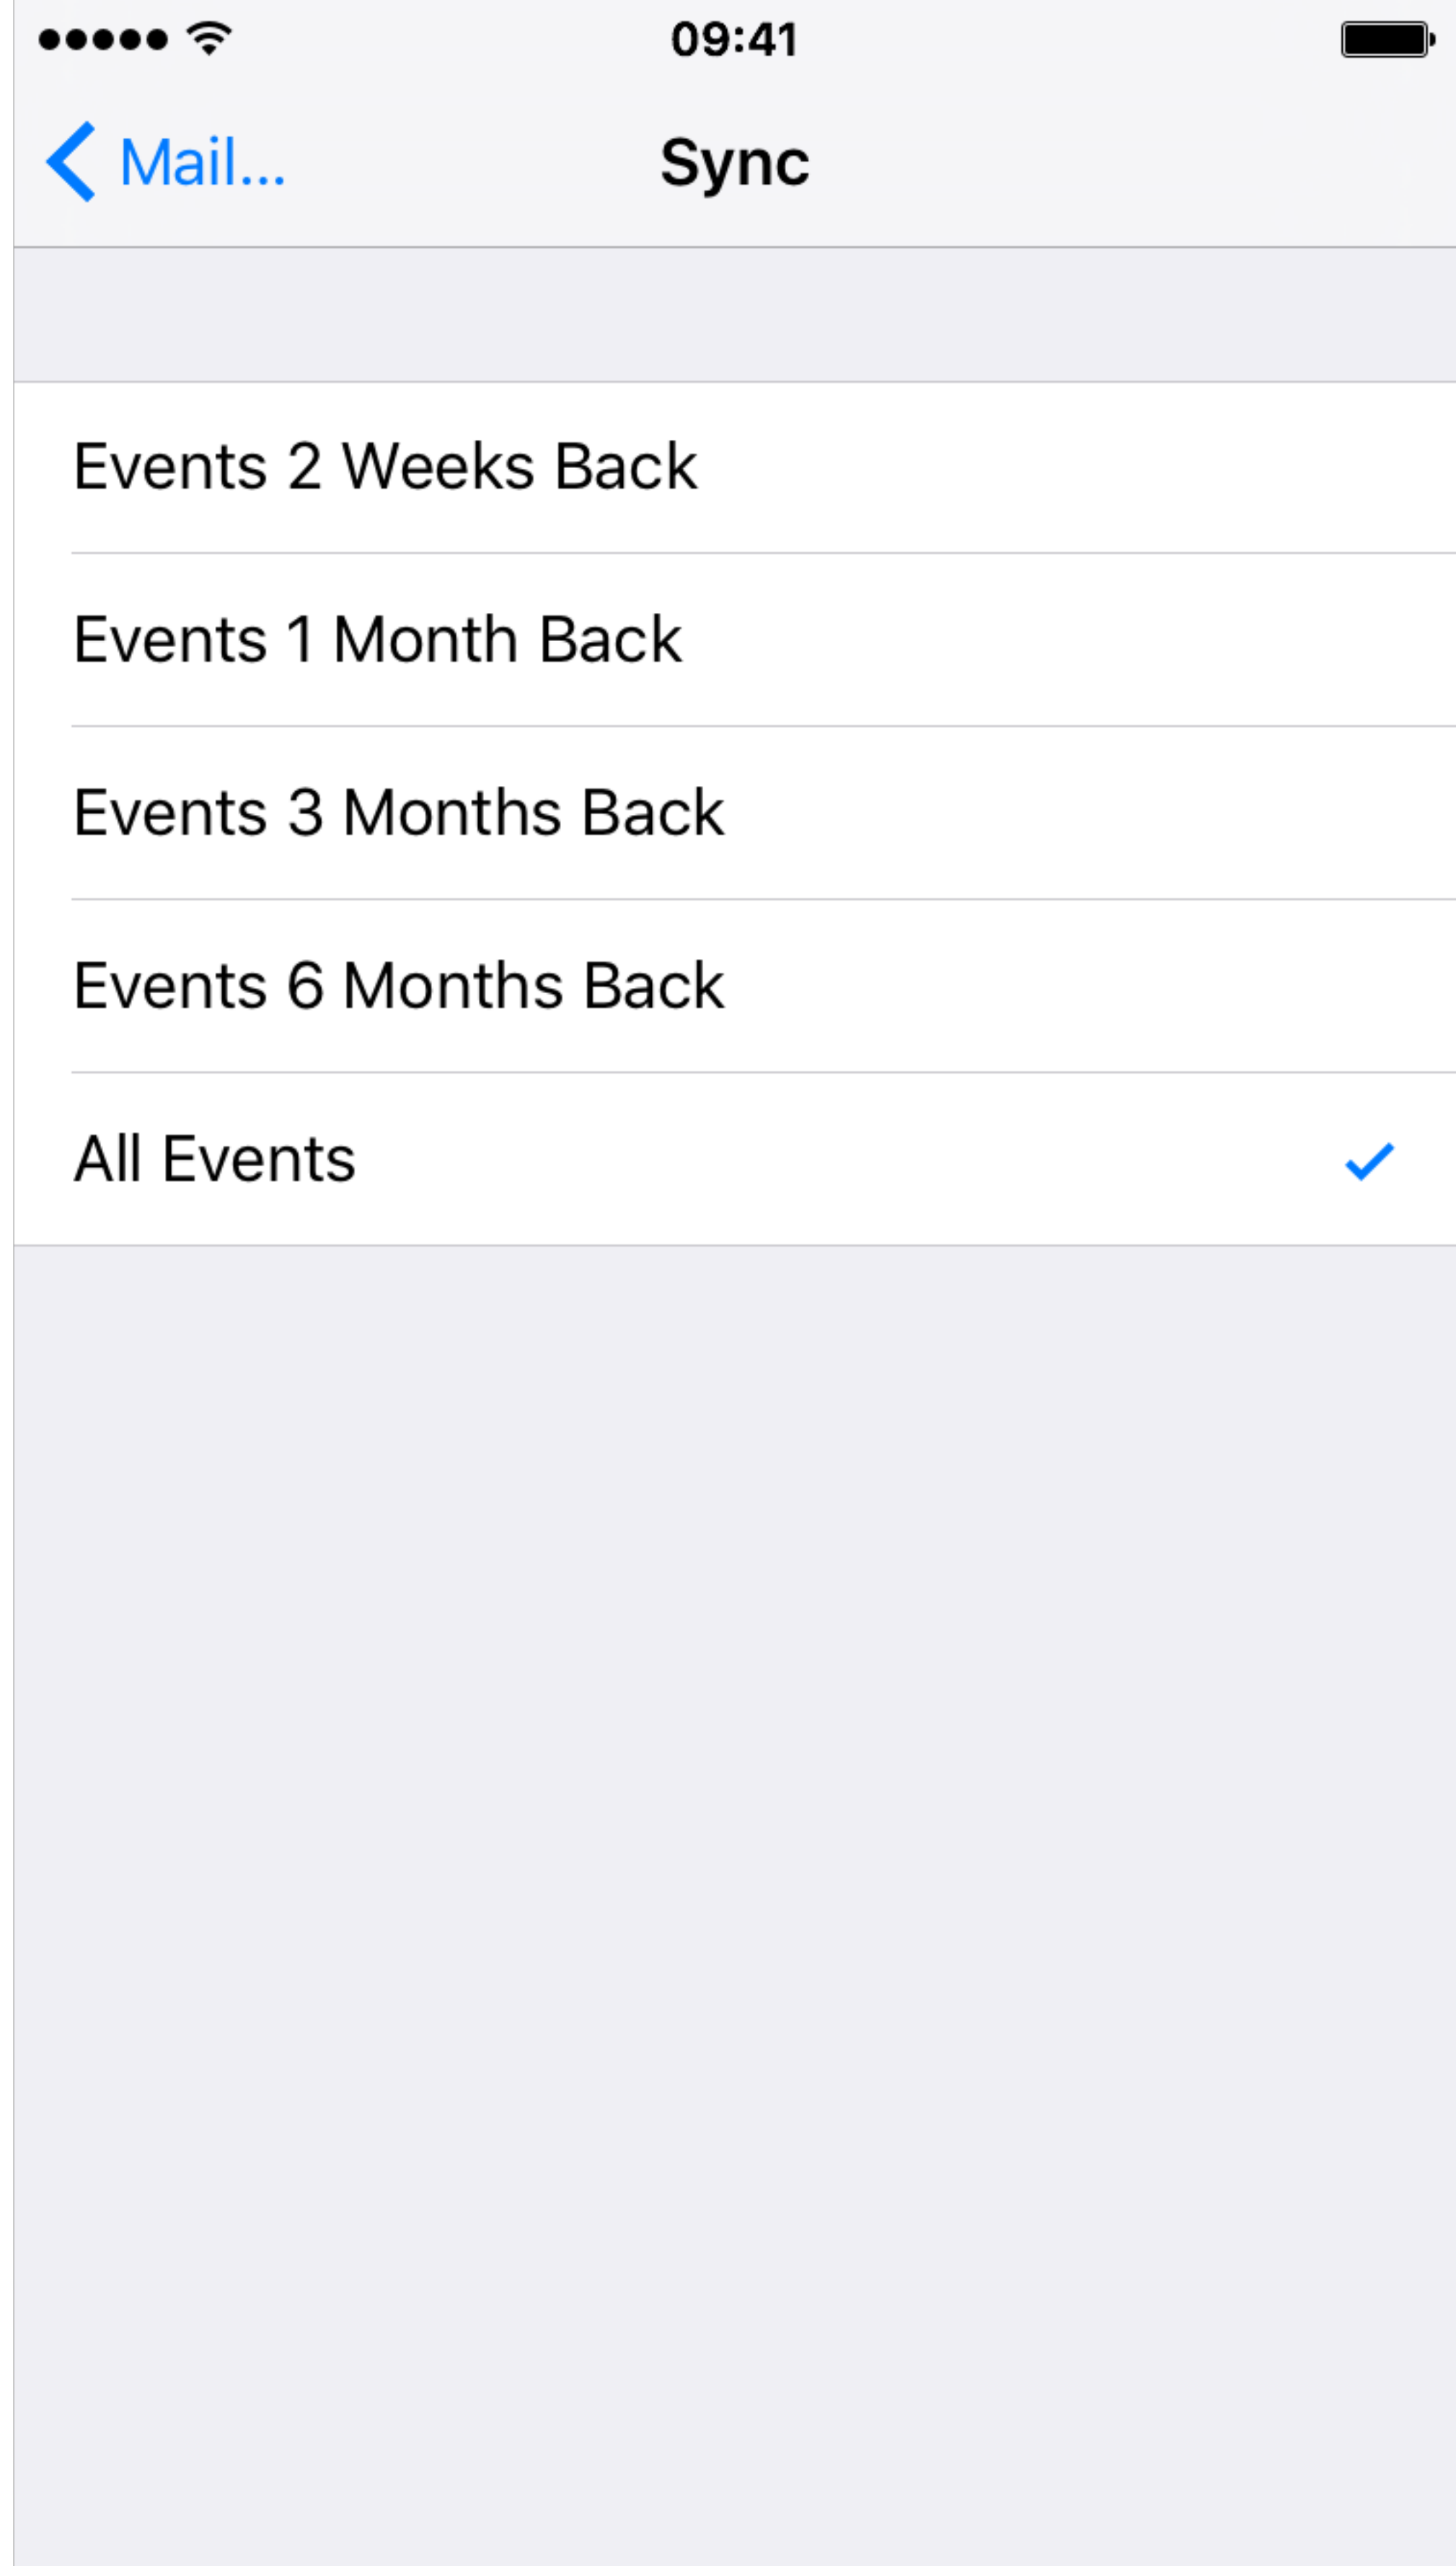 09:41
Mail...
Sync
Events 2 Weeks Back
Events 1 Month Back
Events 3 Months Back
Events 6 Months Back
All Events